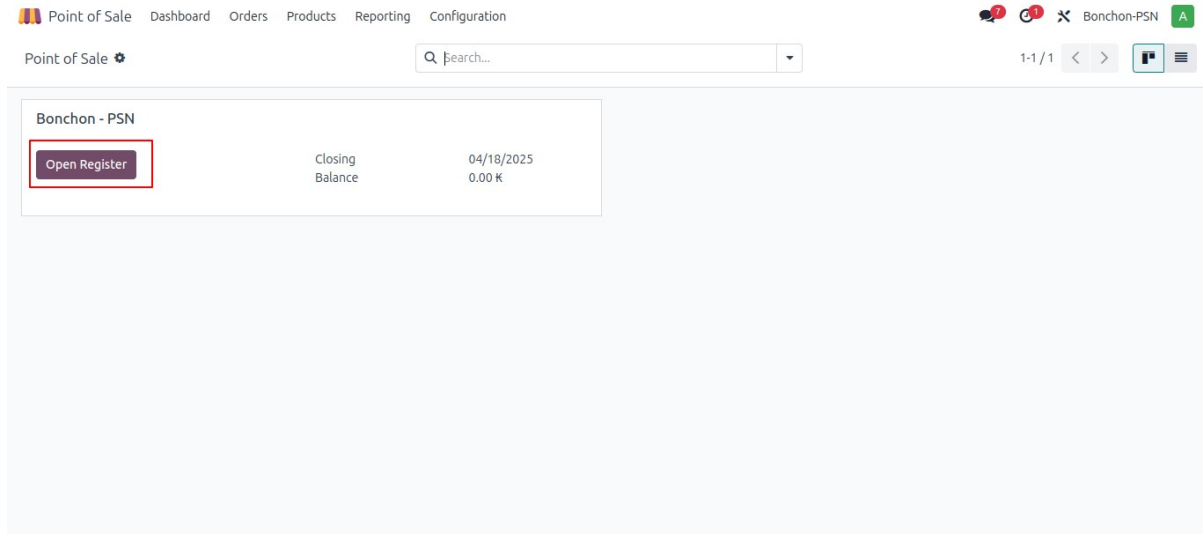 Point of Sale Dashboard Orders Products Reporting Configuration 7 1 Bonchon-PSN A
Point of Sale Search... 1-1 / 1
Bonchon - PSN
Open Register Closing 04/18/2025
Balance 0.00 ₭